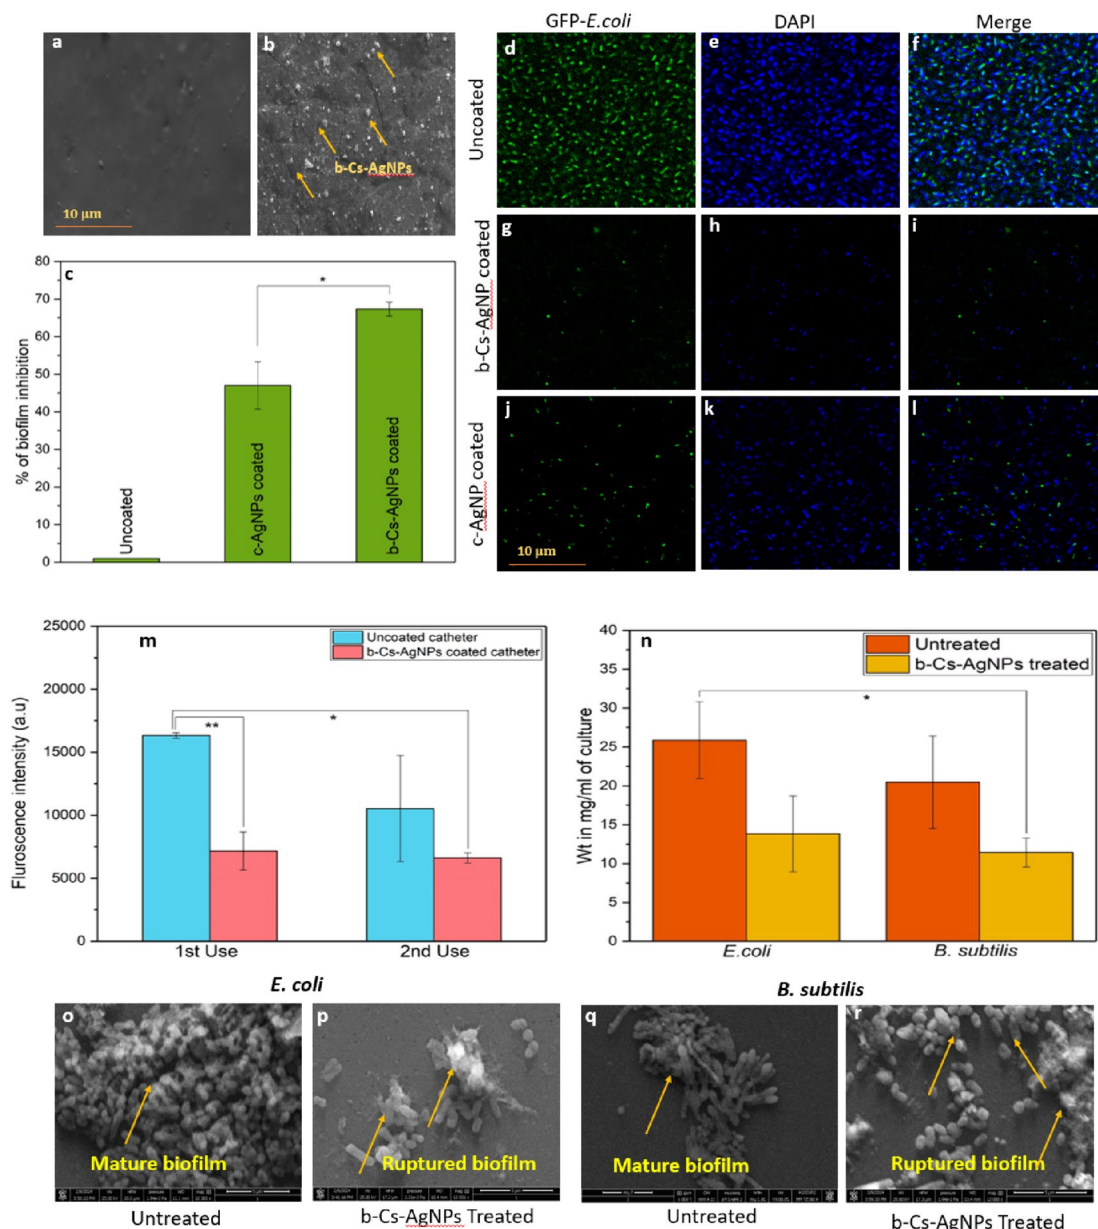 GFP-E.coli DAPI Merge
a
b
b-Cs-AgNPs
10 μm
Uncoated
d e f
b-Cs-AgNP coated
g h i
c-AgNP coated
j k l
10 μm
c
% of biofilm inhibition
80
70
60
50
40
30
20
10
0
*
Uncoated
c-AgNPs coated
b-Cs-AgNPs coated
m
Fluroscence intensity (a.u)
25000
20000
15000
10000
5000
0
Uncoated catheter
b-Cs-AgNPs coated catheter
**
*
1st Use 2nd Use
n
Wt in mg/ml of culture
40
35
30
25
20
15
10
5
0
Untreated
b-Cs-AgNPs treated
*
E.coli B. subtilis
E. coli
B. subtilis
o
Mature biofilm
Untreated
p
Ruptured biofilm
b-Cs-AgNPs Treated
q
Mature biofilm
Untreated
r
Ruptured biofilm
b-Cs-AgNPs Treated